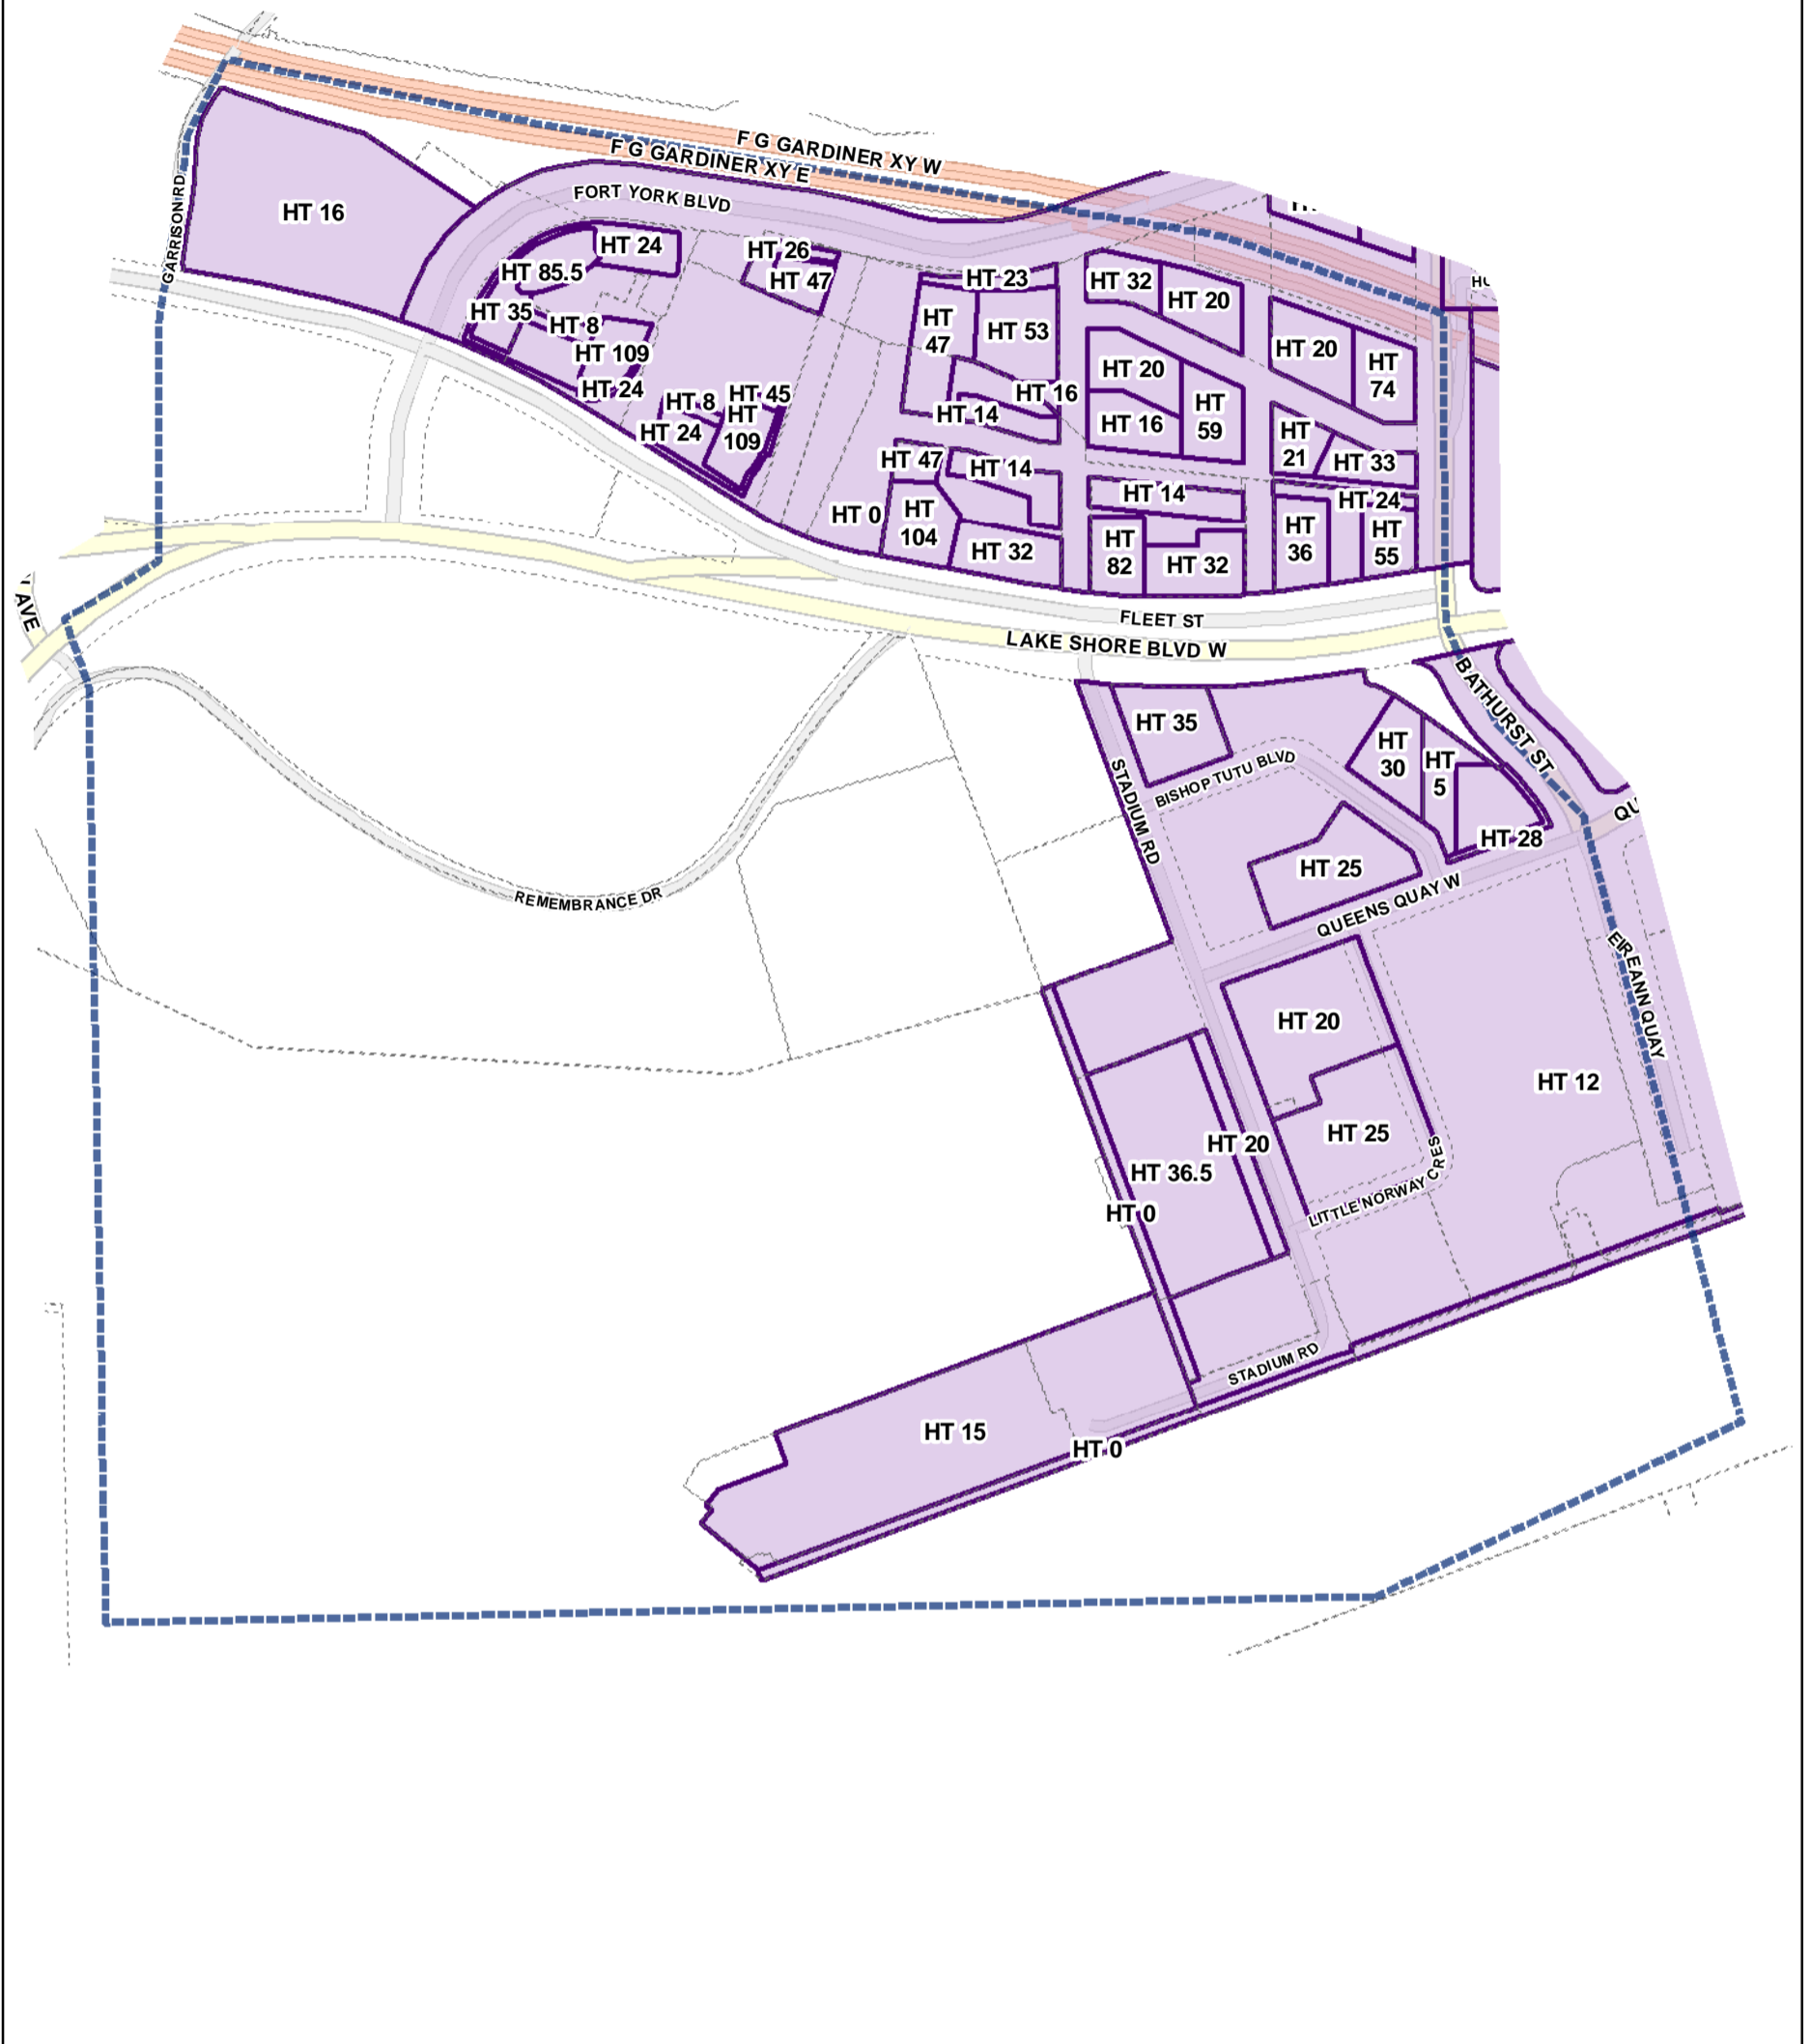 F G GARDINER XY W
F G GARDINER XY E
FORT YORK BLVD
GARRISON RD
HT 16
HT 24
HT 85.5
HT 26
HT 47
HT 35
HT 8
HT 109
HT 24
HT 8
HT 45
HT
109
HT 24
HT 23
HT
47
HT 53
HT 16
HT 14
HT 32
HT 20
HT 20
HT 16
HT
59
HT 20
HT
74
HT
21
HT 33
HT 47
HT 14
HT 0
HT
104
HT 32
HT 14
HT
82
HT 32
HT 24
HT
36
HT
55
FLEET ST
LAKE SHORE BLVD W
AVE
REMEMBRANCE DR
BATHURST ST
HT 35
STADIUM RD
BISHOP TUTU BLVD
HT
30
HT
5
HT 28
QU
HT 25
QUEENS QUAY W
EIREANN QUAY
HT 20
HT 12
HT 25
HT 20
HT 36.5
HT 0
LITTLE NORWAY CRES
STADIUM RD
HT 15
HT 0